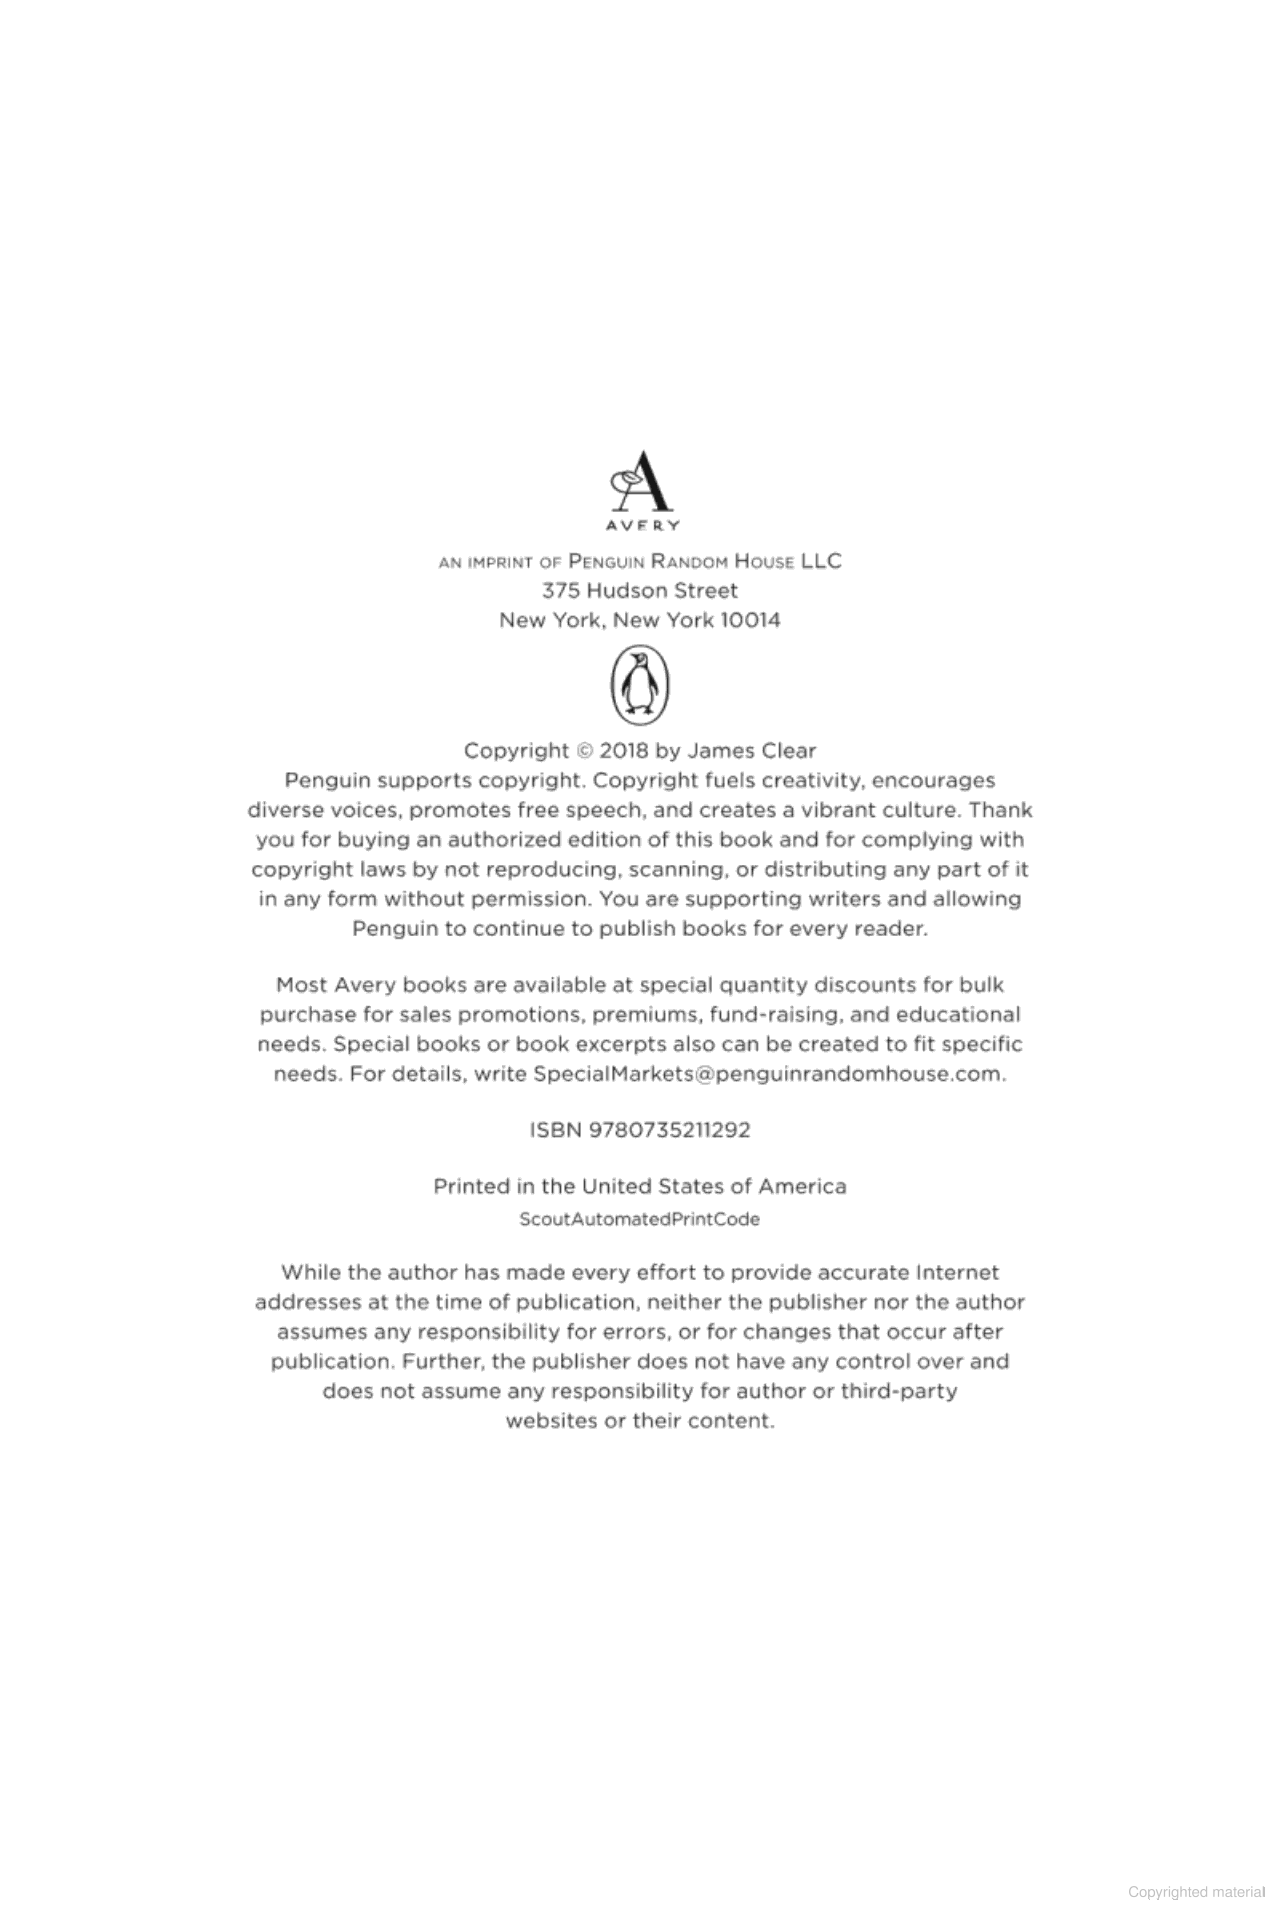 AVERY
AN IMPRINT OF PENGUIN RANDOM HOUSE LLC
375 Hudson Street
New York, New York 10014
Copyright © 2018 by James Clear
Penguin supports copyright. Copyright fuels creativity, encourages
diverse voices, promotes free speech, and creates a vibrant culture. Thank
you for buying an authorized edition of this book and for complying with
copyright laws by not reproducing, scanning, or distributing any part of it
in any form without permission. You are supporting writers and allowing
Penguin to continue to publish books for every reader.
Most Avery books are available at special quantity discounts for bulk
purchase for sales promotions, premiums, fund-raising, and educational
needs. Special books or book excerpts also can be created to fit specific
needs. For details, write SpecialMarkets@penguinrandomhouse.com.
ISBN 9780735211292
Printed in the United States of America
ScoutAutomatedPrintCode
While the author has made every effort to provide accurate Internet
addresses at the time of publication, neither the publisher nor the author
assumes any responsibility for errors, or for changes that occur after
publication. Further, the publisher does not have any control over and
does not assume any responsibility for author or third-party
websites or their content.
Copyrighted material